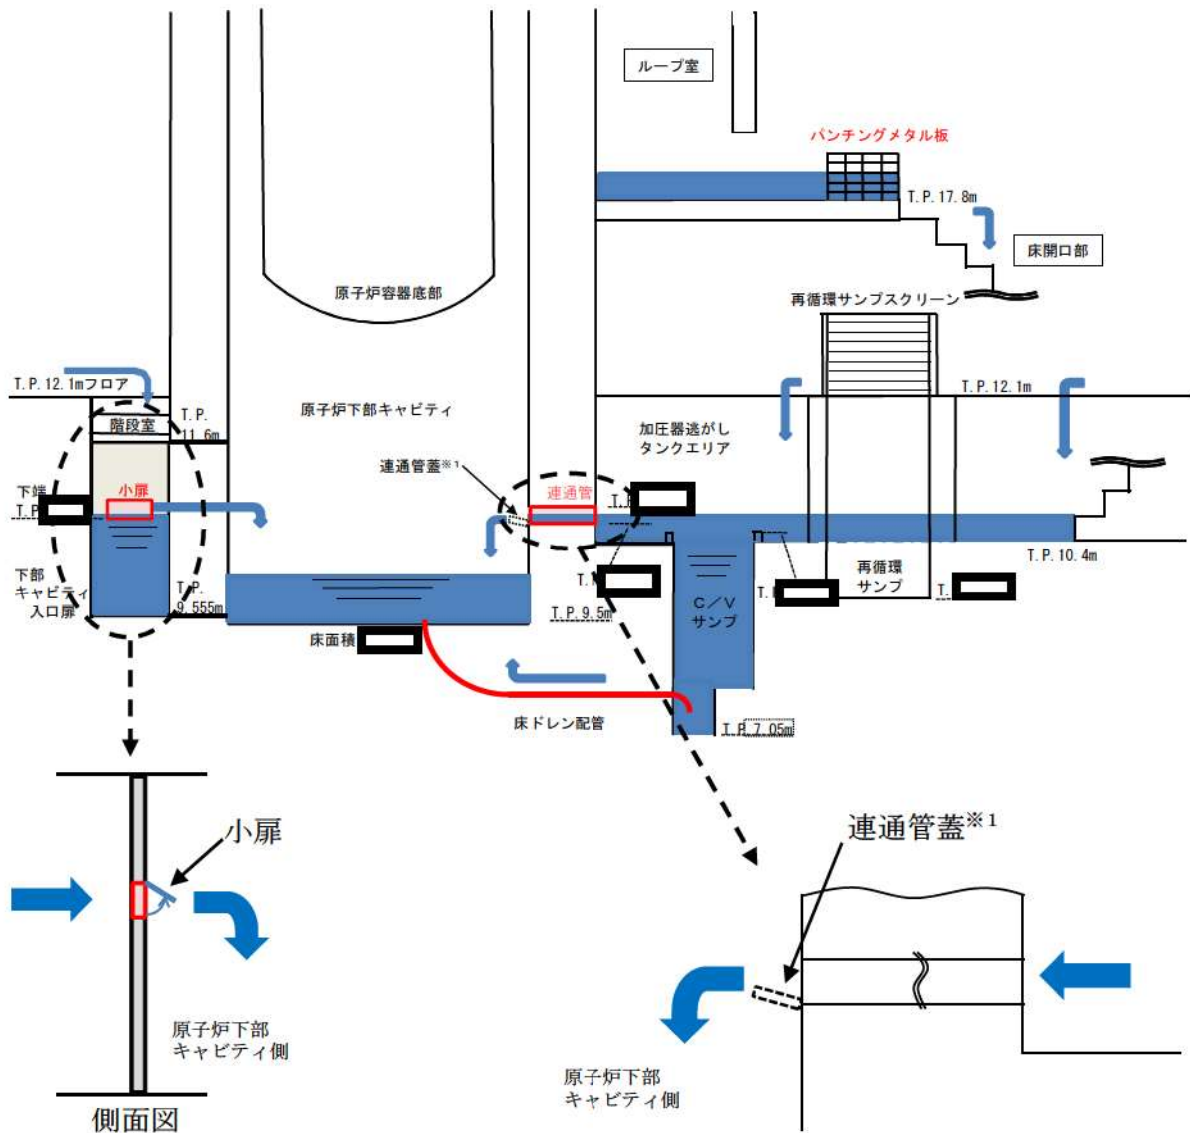 ループ室
パンチングメタル板
T.P.17.8m
床開口部
原子炉容器底部
再循環サンプスクリーン
T.P.12.1mフロア
T.P.12.1m
階段室
T.P.
11.6m
原子炉下部キャビティ
加圧器逃がし
タンクエリア
連通管蓋※1
下端
T.P
小扉
連通管
T.P
T.P.10.4m
下部
キャビティ
入口扉
T.P.
9.555m
T.P.9.5m
C/V
サンプ
再循環
サンプ
T.
床面積
床ドレン配管
T.P.7.05m
小扉
連通管蓋※1
原子炉下部
キャビティ側
側面図
原子炉下部
キャビティ側